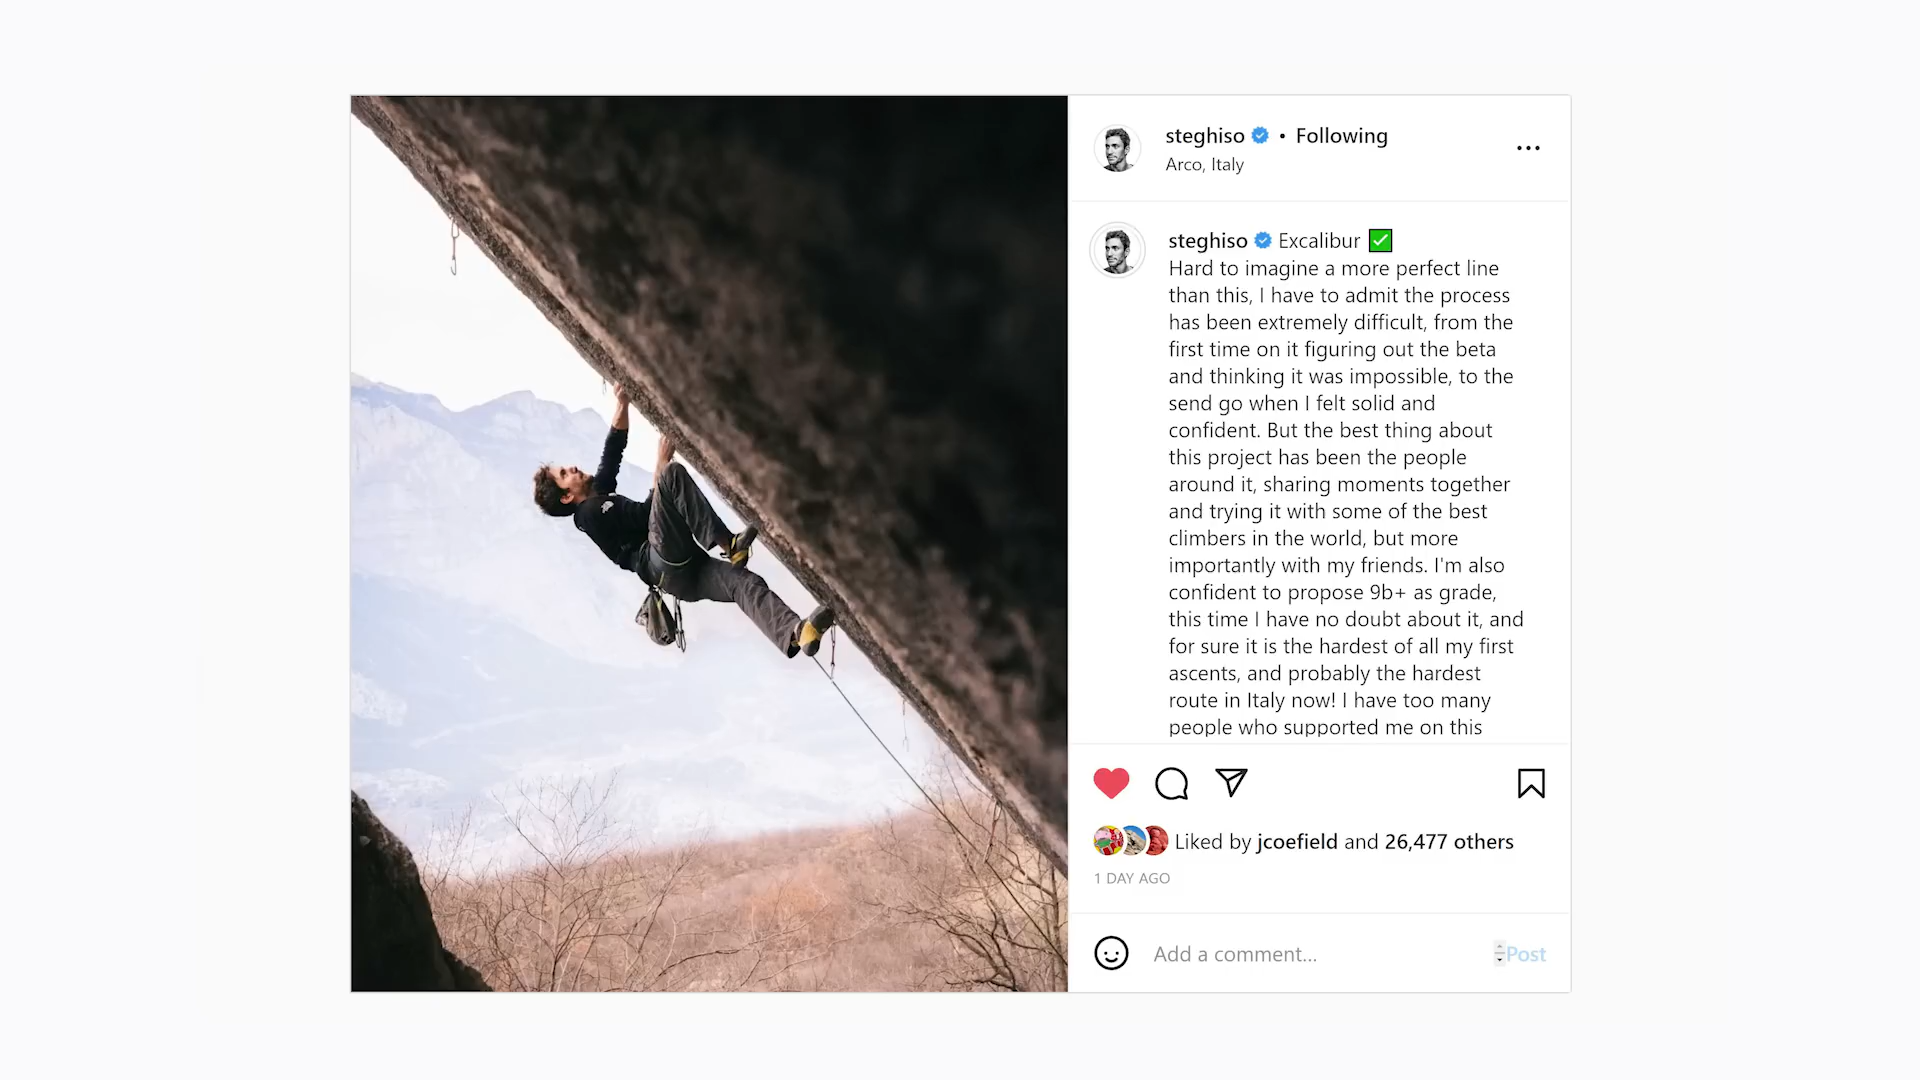 steghiso • Following
Arco, Italy
steghiso Excalibur ✅
Hard to imagine a more perfect line
than this, I have to admit the process
has been extremely difficult, from the
first time on it figuring out the beta
and thinking it was impossible, to the
send go when I felt solid and
confident. But the best thing about
this project has been the people
around it, sharing moments together
and trying it with some of the best
climbers in the world, but more
importantly with my friends. I'm also
confident to propose 9b+ as grade,
this time I have no doubt about it, and
for sure it is the hardest of all my first
ascents, and probably the hardest
route in Italy now! I have too many
people who supported me on this
Liked by jcoefield and 26,477 others
1 DAY AGO
Add a comment... Post